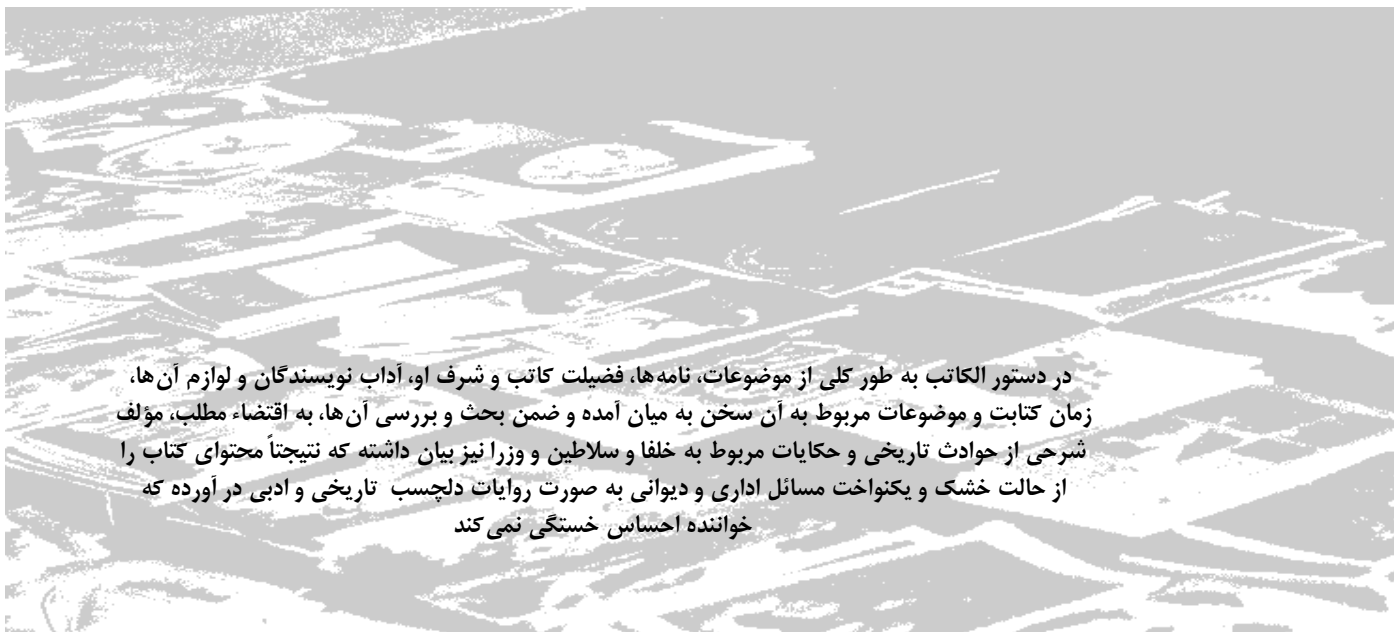 در دستور الکاتب به طور کلی از موضوعات، نامه‌ها، فضیلت کاتب و شرف او، آداب نویسندگان و لوازم آن‌ها،
زمان کتابت و موضوعات مربوط به آن سخن به میان آمده و ضمن بحث و بررسی آن‌ها، به اقتضاء مطلب، مؤلف
شرحی از حوادث تاریخی و حکایات مربوط به خلفا و سلاطین و وزرا نیز بیان داشته که نتیجتاً محتوای کتاب را
از حالت خشک و یکنواخت مسائل اداری و دیوانی به صورت روایات دلچسب تاریخی و ادبی در آورده که
خواننده احساس خستگی نمی‌کند